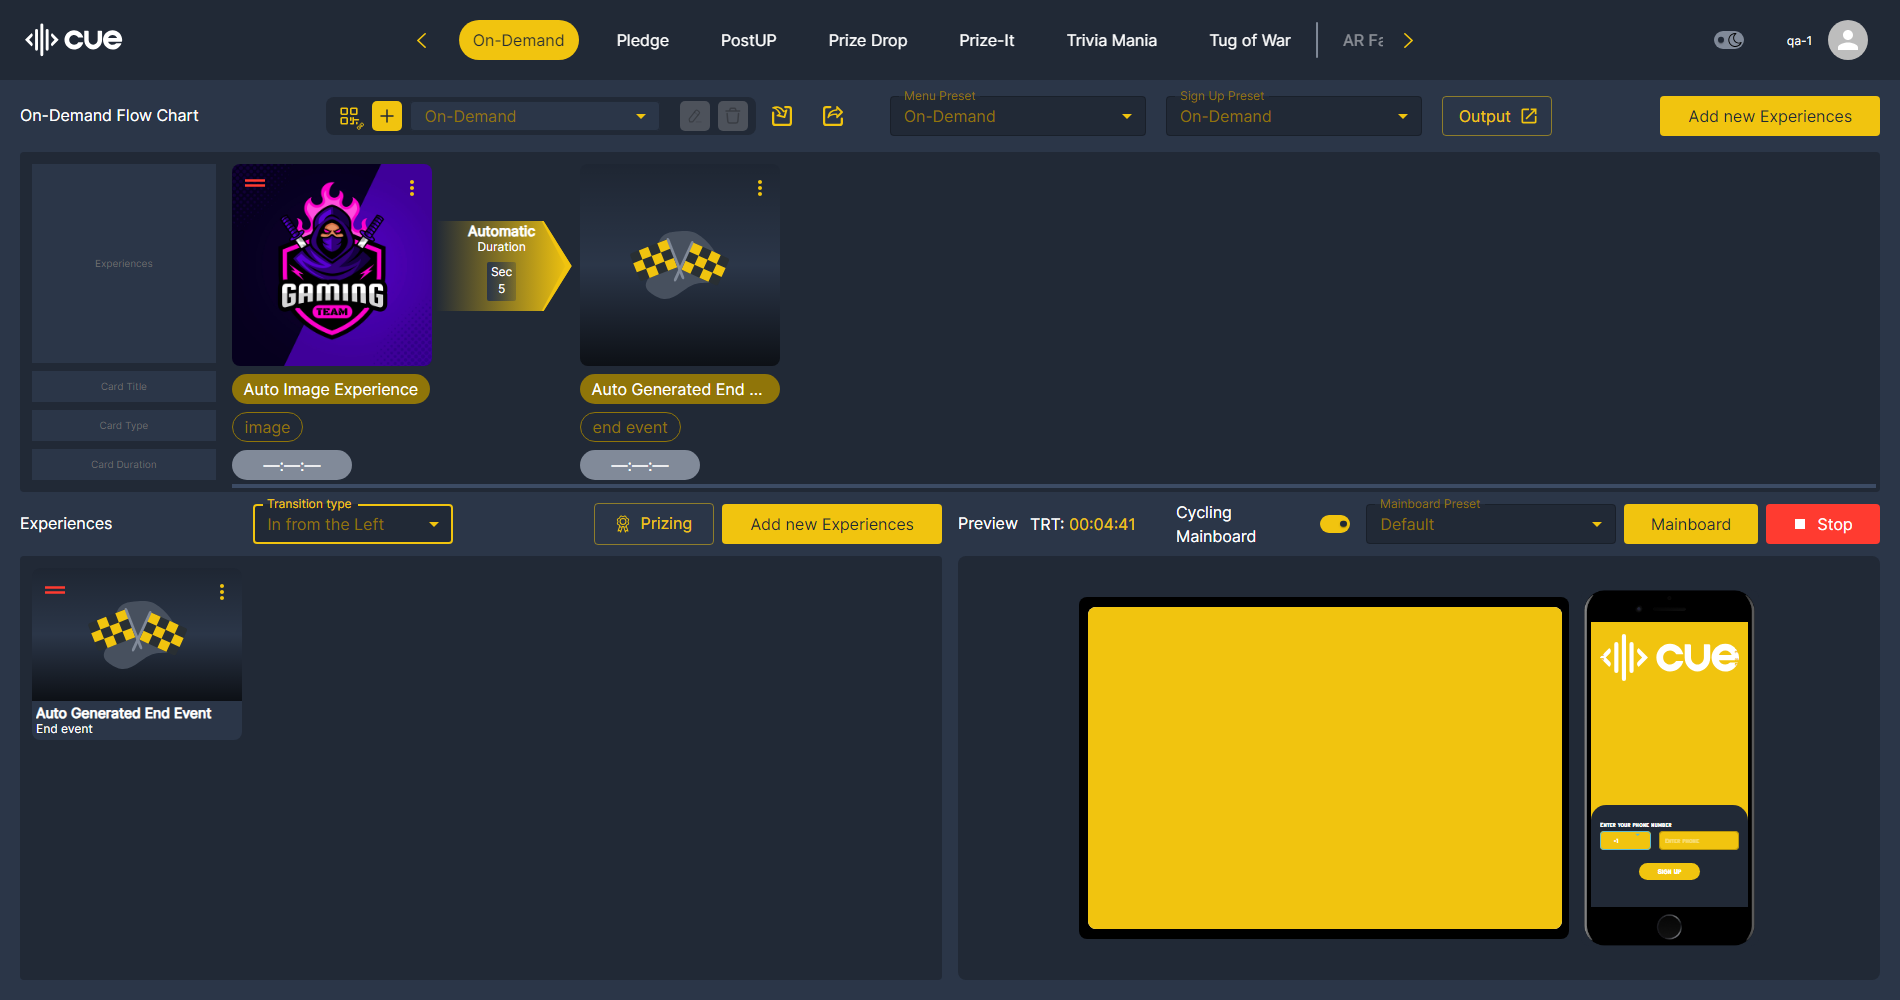 cue
On-Demand
Pledge
PostUP
Prize Drop
Prize-It
Trivia Mania
Tug of War
AR Fa
qa-1
On-Demand Flow Chart
On-Demand
Menu Preset
On-Demand
Sign Up Preset
On-Demand
Output
Add new Experiences
Experiences
GAMING
TEAM
Automatic
Duration
Sec
5
Card Title
Auto Image Experience
Auto Generated End ...
Card Type
image
end event
Card Duration
—:—:—
—:—:—
Experiences
Transition type
In from the Left
Prizing
Add new Experiences
Preview
TRT: 00:04:41
Cycling
Mainboard
Mainboard Preset
Default
Mainboard
Stop
Auto Generated End Event
End event
cue
Enter your phone number
+1
Enter phone
Sign up